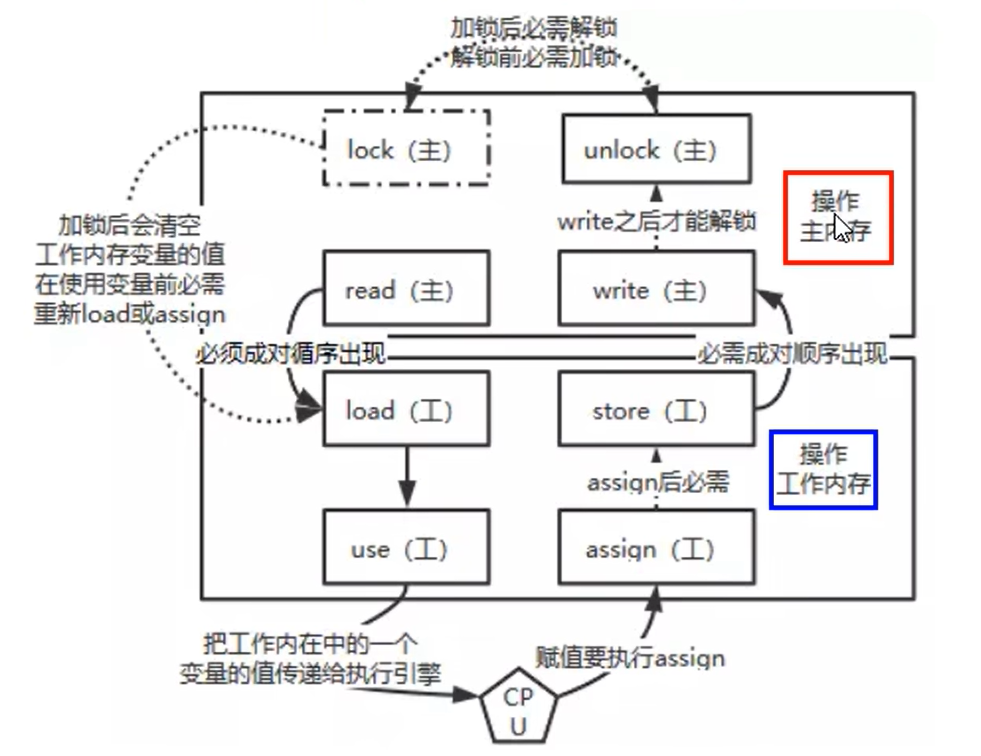 加锁后必需解锁
解锁前必需加锁
lock（主）
unlock（主）
操作
主内存
加锁后会清空
工作内存变量的值
在使用变量前必需
重新load或assign
write之后才能解锁
read（主）
write（主）
必须成对循序出现
必需成对顺序出现
load（工）
store（工）
操作
工作内存
assign后必需
use（工）
assign（工）
把工作内在中的一个
变量的值传递给执行引擎
赋值要执行assign
CP
U